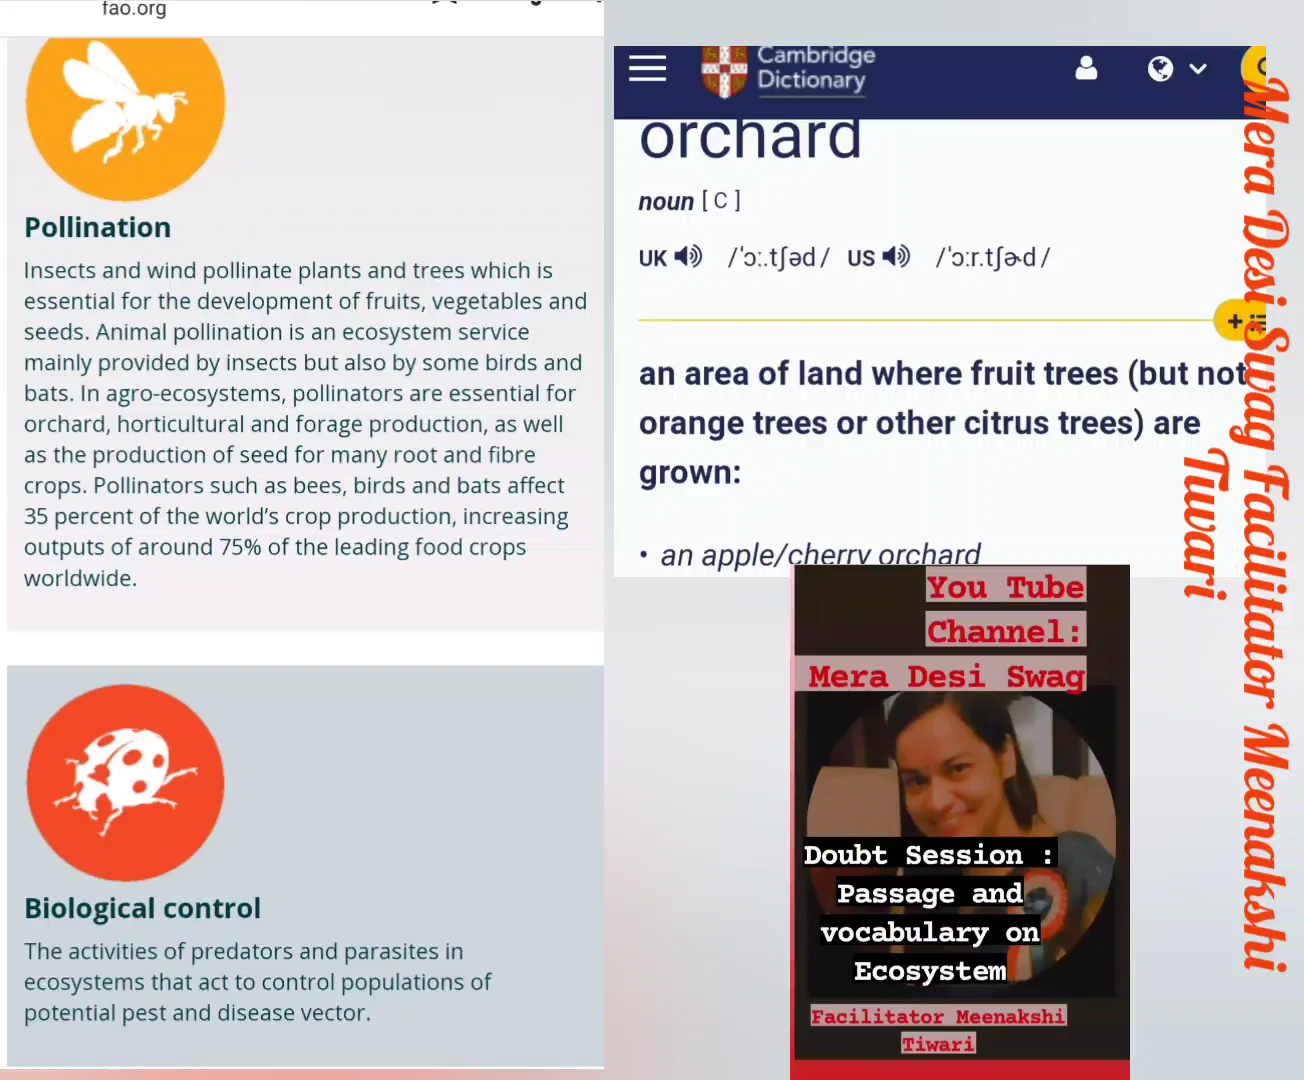 fao.org
Pollination
Insects and wind pollinate plants and trees which is
essential for the development of fruits, vegetables and
seeds. Animal pollination is an ecosystem service
mainly provided by insects but also by some birds and
bats. In agro-ecosystems, pollinators are essential for
orchard, horticultural and forage production, as well
as the production of seed for many root and fibre
crops. Pollinators such as bees, birds and bats affect
35 percent of the world’s crop production, increasing
outputs of around 75% of the leading food crops
worldwide.
Biological control
The activities of predators and parasites in
ecosystems that act to control populations of
potential pest and disease vector.
Cambridge
Dictionary
orchard
noun [ C ]
UK /ˈɔː.tʃəd/ US /ˈɔːr.tʃɚd/
an area of land where fruit trees (but not
orange trees or other citrus trees) are
grown:
• an apple/cherry orchard
You Tube
Channel:
Mera Desi Swag
Doubt Session :
Passage and
vocabulary on
Ecosystem
Facilitator Meenakshi
Tiwari
Mera Desi Swag Facilitator Meenakshi
Tiwari